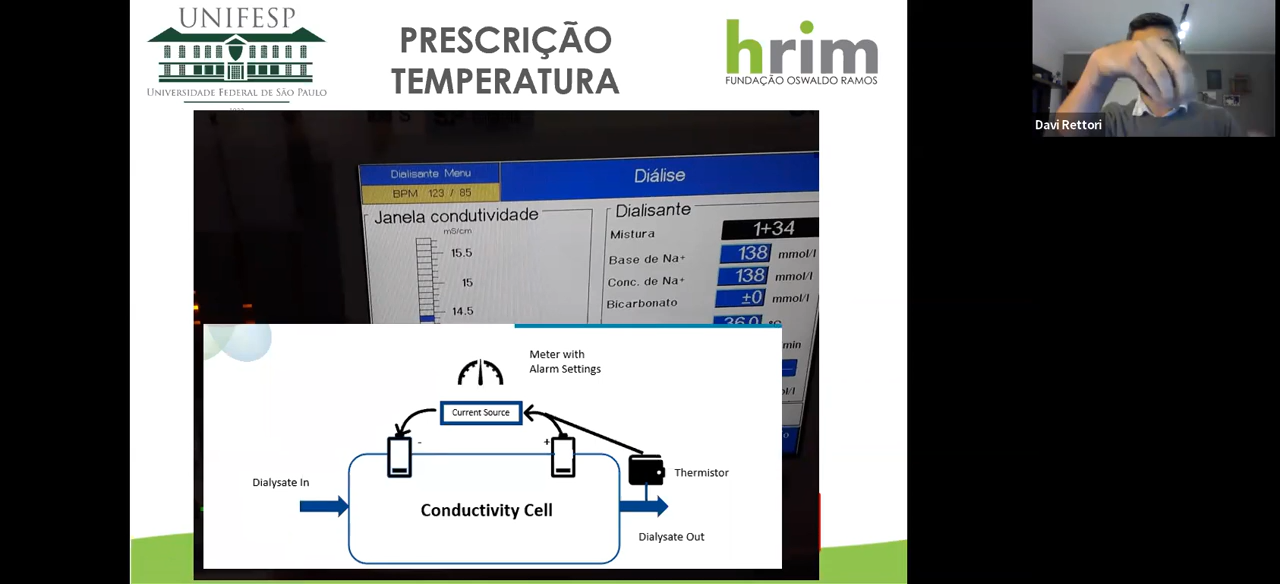 UNIFESP
UNIVERSIDADE FEDERAL DE SÃO PAULO
PRESCRIÇÃO
TEMPERATURA
hrim
FUNDAÇÃO OSWALDO RAMOS
Davi Rettori
Dialisante Menu
BPM 123 / 85
Diálise
Janela condutividade
mS/cm
15.5
15
14.5
Dialisante
Mistura 1+34
Base de Na+ 138 mmol/l
Conc. de Na+ 138 mmol/l
Bicarbonato ±0 mmol/l
36.0 °C
Meter with
Alarm Settings
Current Source
-
+
Thermistor
Dialysate In
Conductivity Cell
Dialysate Out